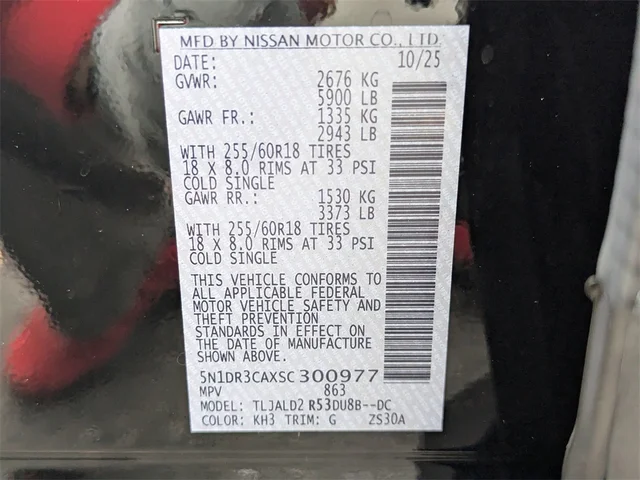 MFD BY NISSAN MOTOR CO., LTD.
DATE: 10/25
GVWR: 2676 KG
5900 LB
GAWR FR.: 1335 KG
2943 LB
WITH 255/60R18 TIRES
18 X 8.0 RIMS AT 33 PSI
COLD SINGLE
GAWR RR.: 1530 KG
3373 LB
WITH 255/60R18 TIRES
18 X 8.0 RIMS AT 33 PSI
COLD SINGLE
THIS VEHICLE CONFORMS TO
ALL APPLICABLE FEDERAL
MOTOR VEHICLE SAFETY AND
THEFT PREVENTION
STANDARDS IN EFFECT ON
THE DATE OF MANUFACTURE
SHOWN ABOVE.
5N1DR3CAXSC300977
MPV 863
MODEL: TLJALD2 R53DU8B--DC
COLOR: KH3 TRIM: G ZS30A